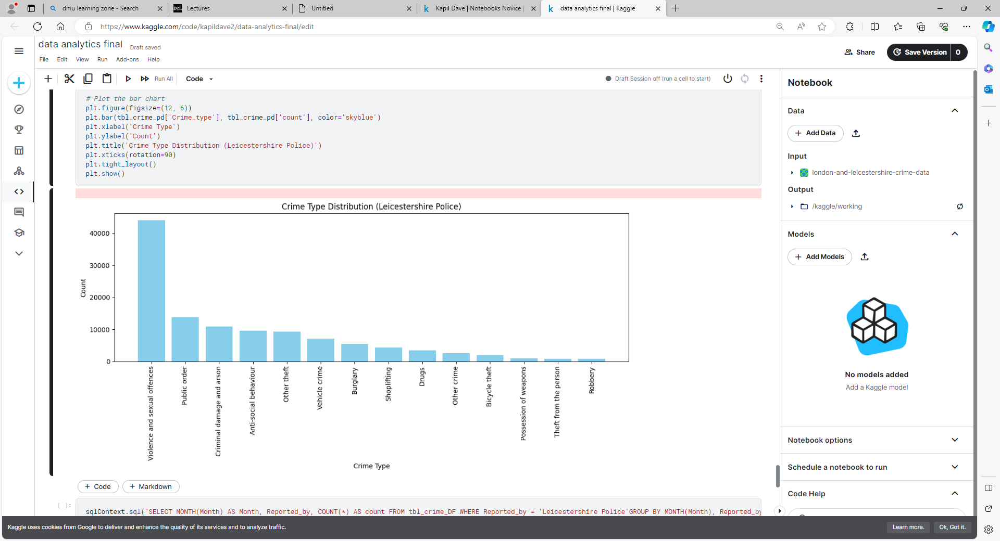 dmu learning zone - Search
D2L Lectures
Untitled
Kapil Dave | Notebooks Novice |
data analytics final | Kaggle
https://www.kaggle.com/code/kapildave2/data-analytics-final/edit
data analytics final Draft saved
File Edit View Run Add-ons Help
Share
Save Version 0
Run All
Code
Draft Session off (run a cell to start)
# Plot the bar chart
plt.figure(figsize=(12, 6))
plt.bar(tbl_crime_pd['Crime_type'], tbl_crime_pd['count'], color='skyblue')
plt.xlabel('Crime Type')
plt.ylabel('Count')
plt.title('Crime Type Distribution (Leicestershire Police)')
plt.xticks(rotation=90)
plt.tight_layout()
plt.show()
Crime Type Distribution (Leicestershire Police)
Count
40000
30000
20000
10000
0
Violence and sexual offences
Public order
Criminal damage and arson
Anti-social behaviour
Other theft
Vehicle crime
Burglary
Shoplifting
Drugs
Other crime
Bicycle theft
Possession of weapons
Theft from the person
Robbery
Crime Type
+ Code
+ Markdown
[ ]:
sqlContext.sql("SELECT MONTH(Month) AS Month, Reported_by, COUNT(*) AS count FROM tbl_crime_DF WHERE Reported_by = 'Leicestershire Police'GROUP BY MONTH(Month), Reported_by
Notebook
Data
+ Add Data
Input
london-and-leicestershire-crime-data
Output
/kaggle/working
Models
+ Add Models
No models added
Add a Kaggle model
Notebook options
Schedule a notebook to run
Code Help
Kaggle uses cookies from Google to deliver and enhance the quality of its services and to analyze traffic.
Learn more.
Ok, Got it.